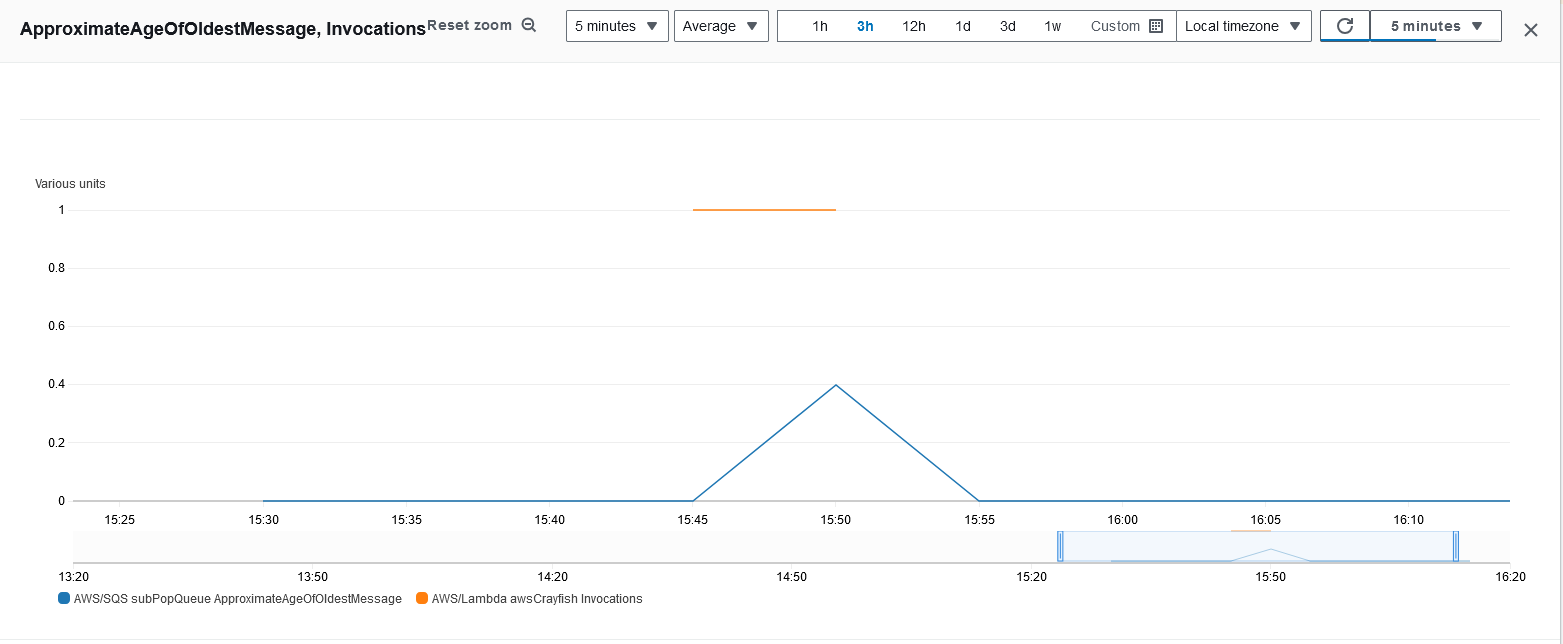 ApproximateAgeOfOldestMessage, Invocations Reset zoom 5 minutes Average 1h 3h 12h 1d 3d 1w Custom Local timezone 5 minutes
Various units
1
0.8
0.6
0.4
0.2
0
15:25 15:30 15:35 15:40 15:45 15:50 15:55 16:00 16:05 16:10
13:20 13:50 14:20 14:50 15:20 15:50 16:20
AWS/SQS subPopQueue ApproximateAgeOfOldestMessage AWS/Lambda awsCrayfish Invocations